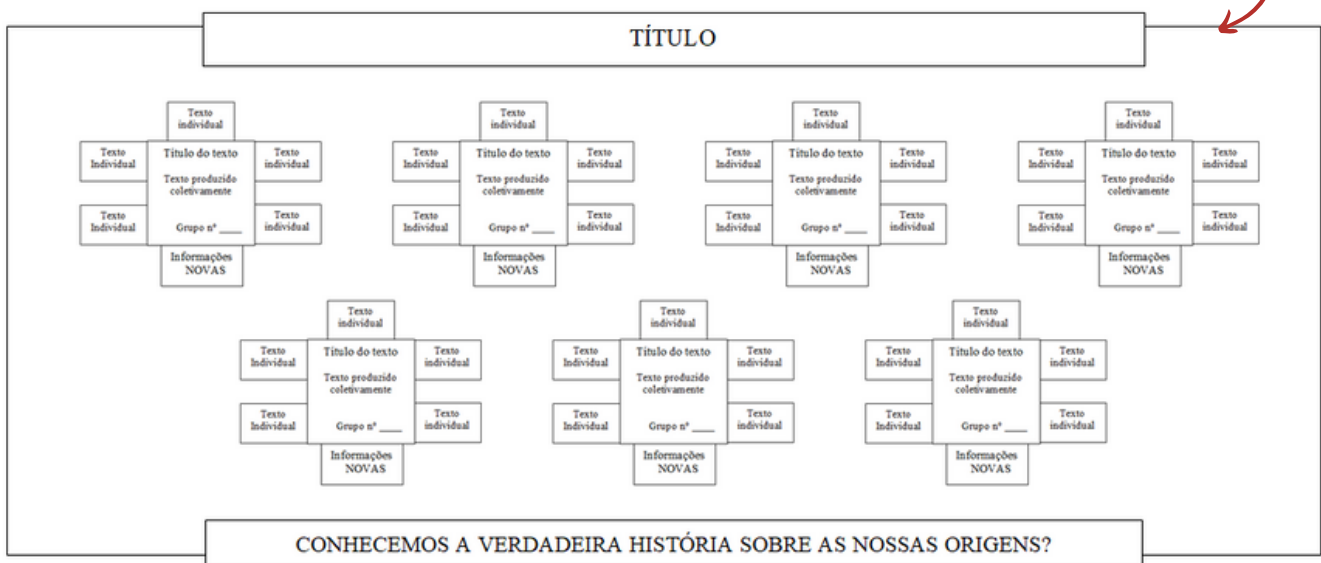 TÍTULO
Texto
individual
Texto
Individual
Título do texto
Texto
individual
Texto produzido
coletivamente
Texto
Individual
Grupo nº ____
Texto
individual
Informações
NOVAS
Texto
individual
Texto
Individual
Título do texto
Texto
individual
Texto produzido
coletivamente
Texto
Individual
Grupo nº ____
Texto
individual
Informações
NOVAS
Texto
individual
Texto
Individual
Título do texto
Texto
individual
Texto produzido
coletivamente
Texto
Individual
Grupo nº ____
Texto
individual
Informações
NOVAS
Texto
individual
Texto
Individual
Título do texto
Texto
individual
Texto produzido
coletivamente
Texto
Individual
Grupo nº ____
Texto
individual
Informações
NOVAS
Texto
individual
Texto
Individual
Título do texto
Texto
individual
Texto produzido
coletivamente
Texto
Individual
Grupo nº ____
Texto
individual
Informações
NOVAS
Texto
individual
Texto
Individual
Título do texto
Texto
individual
Texto produzido
coletivamente
Texto
Individual
Grupo nº ____
Texto
individual
Informações
NOVAS
Texto
individual
Texto
Individual
Título do texto
Texto
individual
Texto produzido
coletivamente
Texto
Individual
Grupo nº ____
Texto
individual
Informações
NOVAS
CONHECEMOS A VERDADEIRA HISTÓRIA SOBRE AS NOSSAS ORIGENS?